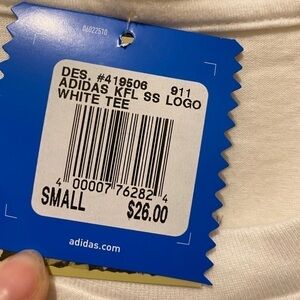 DES. #419506 911
ADIDAS KFL SS LOGO
WHITE TEE
4 00007 76282 4
SMALL $26.00
adidas.com